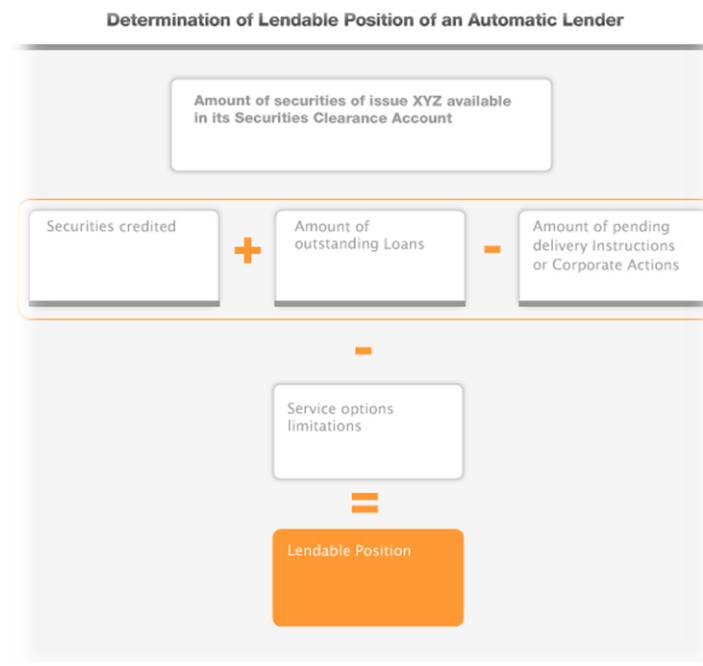 Determination of Lendable Position of an Automatic Lender
Amount of securities of issue XYZ available
in its Securities Clearance Account
Securities credited
+
Amount of
outstanding Loans
-
Amount of pending
delivery Instructions
or Corporate Actions
-
Service options
limitations
=
Lendable Position